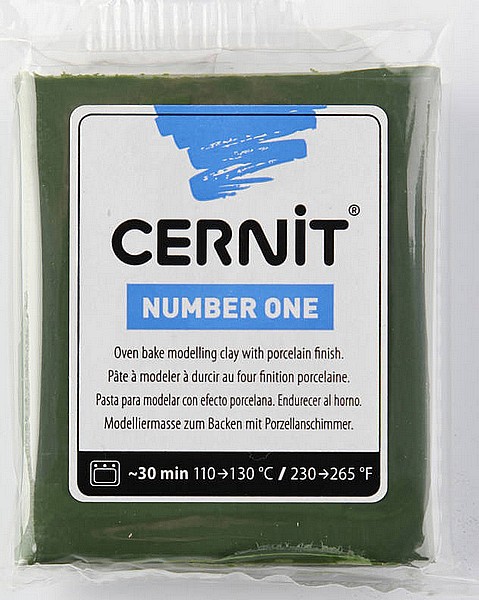 CERNiT®
NUMBER ONE
Oven bake modelling clay with porcelain finish.
Pâte à modeler à durcir au four finition porcelaine.
Pasta para modelar con efecto porcelana. Endurecer al horno.
Modelliermasse zum Backen mit Porzellanschimmer.
~30 min 110→130 °C / 230→265 °F